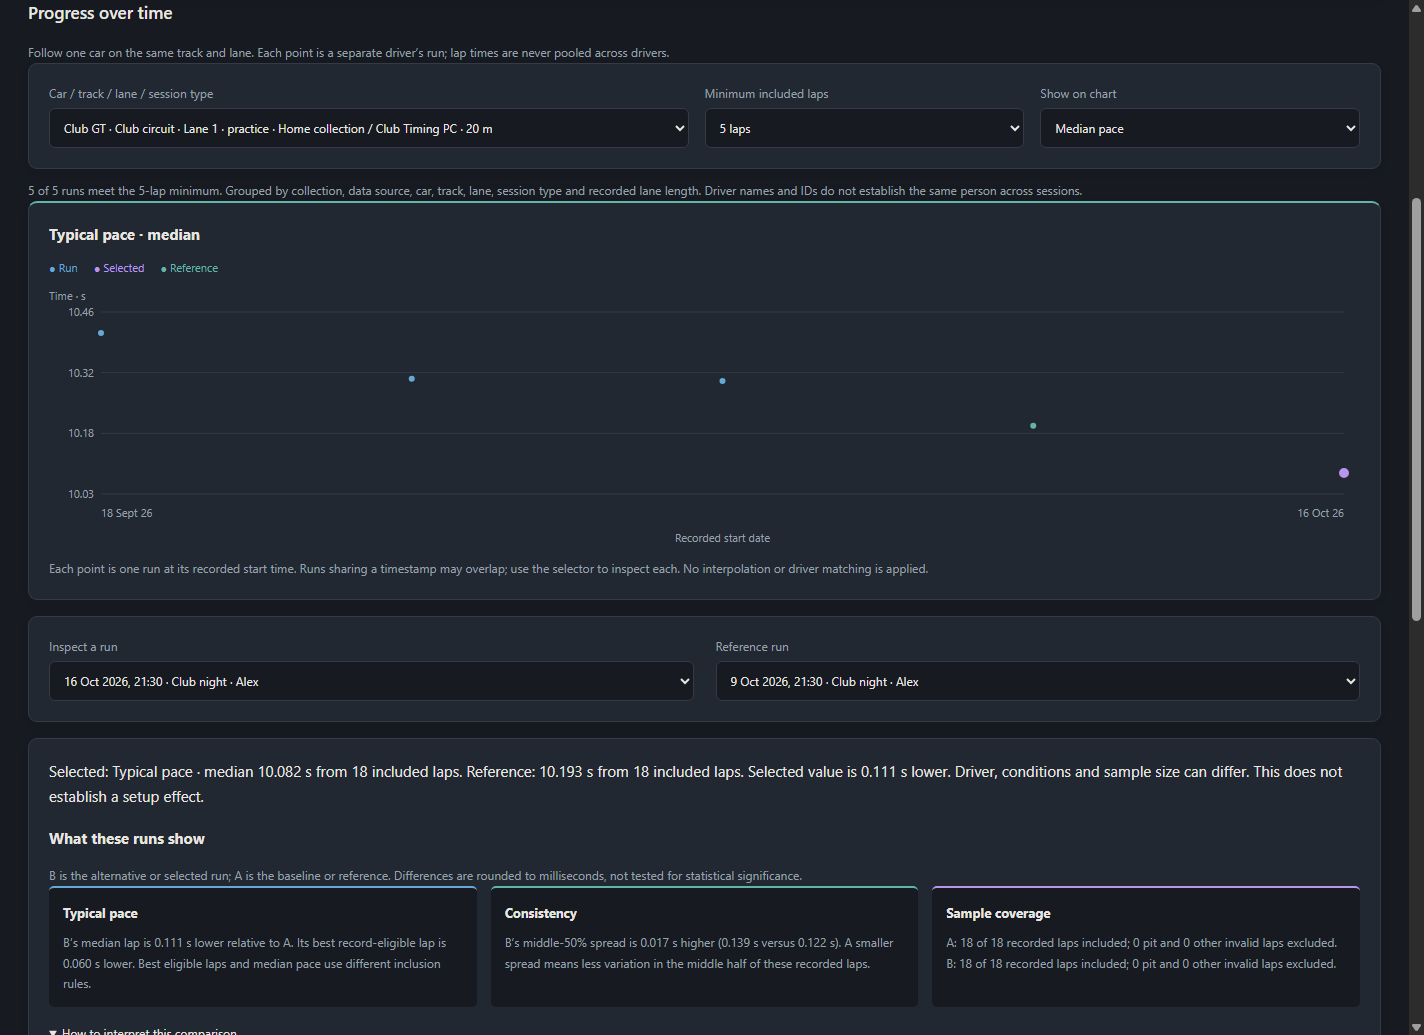 Progress over time
Follow one car on the same track and lane. Each point is a separate driver's run; lap times are never pooled across drivers.
Car / track / lane / session type
Minimum included laps
Show on chart
Club GT · Club circuit · Lane 1 · practice · Home collection / Club Timing PC · 20 m
5 laps
Median pace
5 of 5 runs meet the 5-lap minimum. Grouped by collection, data source, car, track, lane, session type and recorded lane length. Driver names and IDs do not establish the same person across sessions.
Typical pace · median
Run
Selected
Reference
Time · s
10.46
10.32
10.18
10.03
18 Sept 26
16 Oct 26
Recorded start date
Each point is one run at its recorded start time. Runs sharing a timestamp may overlap; use the selector to inspect each. No interpolation or driver matching is applied.
Inspect a run
Reference run
16 Oct 2026, 21:30 · Club night · Alex
9 Oct 2026, 21:30 · Club night · Alex
Selected: Typical pace · median 10.082 s from 18 included laps. Reference: 10.193 s from 18 included laps. Selected value is 0.111 s lower. Driver, conditions and sample size can differ. This does not
establish a setup effect.
What these runs show
B is the alternative or selected run; A is the baseline or reference. Differences are rounded to milliseconds, not tested for statistical significance.
Typical pace
B's median lap is 0.111 s lower relative to A. Its best record-eligible lap is
0.060 s lower. Best eligible laps and median pace use different inclusion
rules.
Consistency
B's middle-50% spread is 0.017 s higher (0.139 s versus 0.122 s). A smaller
spread means less variation in the middle half of these recorded laps.
Sample coverage
A: 18 of 18 recorded laps included; 0 pit and 0 other invalid laps excluded.
B: 18 of 18 recorded laps included; 0 pit and 0 other invalid laps excluded.
How to interpret this comparison